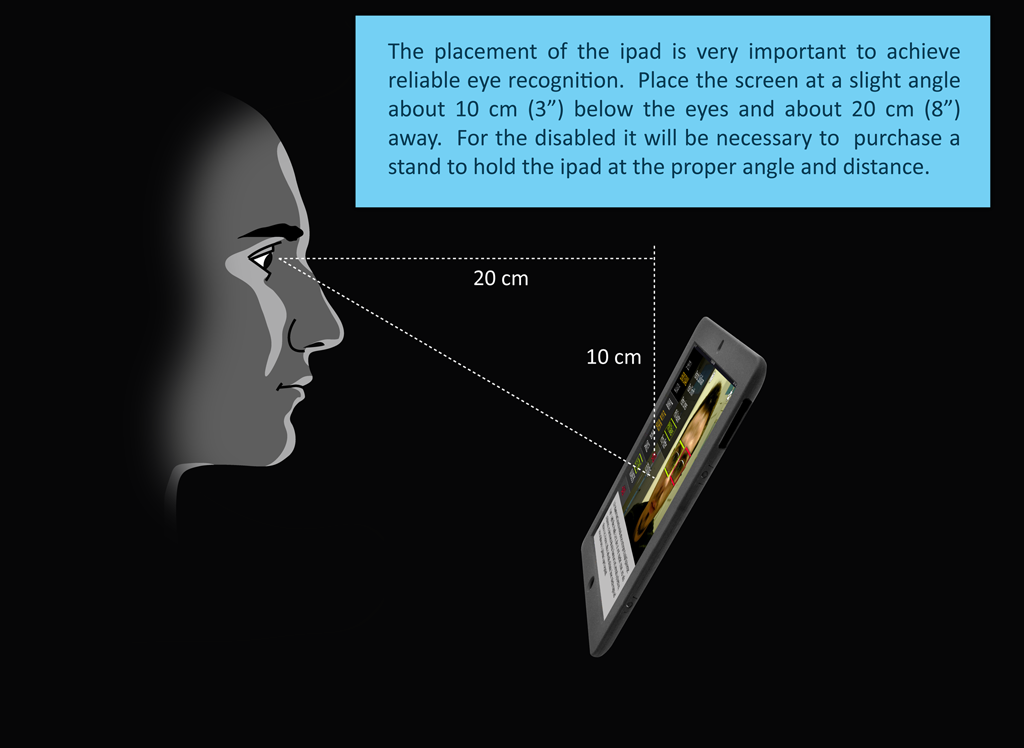 The placement of the ipad is very important to achieve
reliable eye recognition.  Place the screen at a slight angle
about 10 cm (3”) below the eyes and about 20 cm (8”)
away.  For the disabled it will be necessary to  purchase a
stand to hold the ipad at the proper angle and distance.
20 cm
10 cm